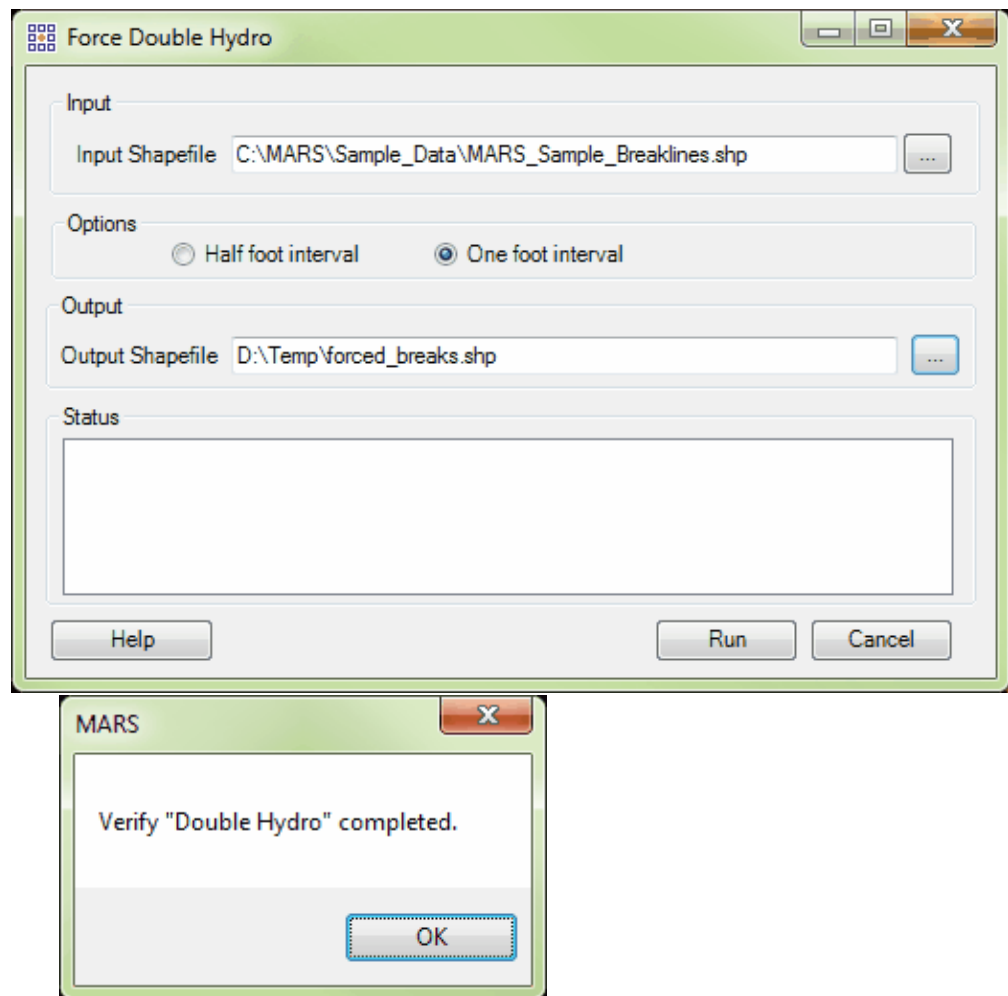 Force Double Hydro
Input
Input Shapefile C:\MARS\Sample_Data\MARS_Sample_Breaklines.shp ...
Options
Half foot interval One foot interval
Output
Output Shapefile D:\Temp\forced_breaks.shp ...
Status
Help Run Cancel
MARS
Verify "Double Hydro" completed.
OK